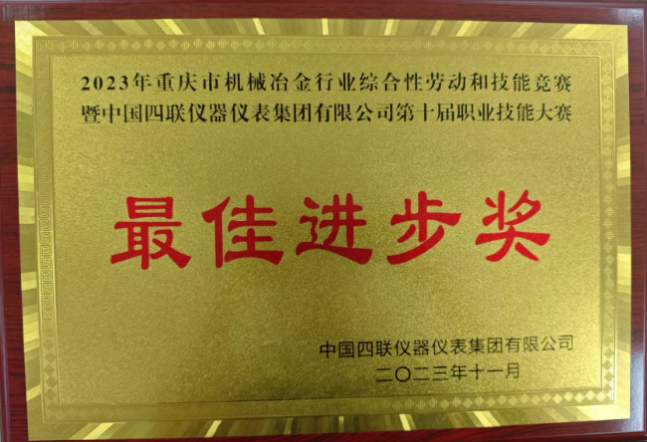 2023年重庆市机械冶金行业综合性劳动和技能竞赛
暨中国四联仪器仪表集团有限公司第十届职业技能大赛
最佳进步奖
中国四联仪器仪表集团有限公司
二〇二三年十一月